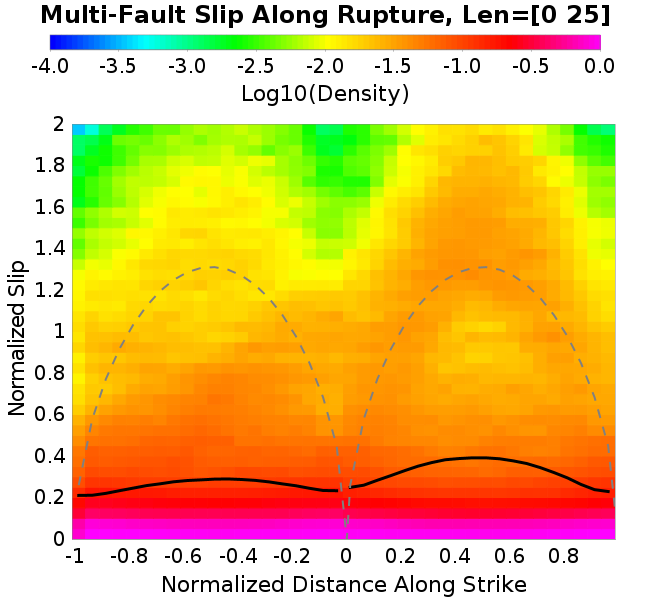 Multi-Fault Slip Along Rupture, Len=[0 25]
-4.0 -3.5 -3.0 -2.5 -2.0 -1.5 -1.0 -0.5 0.0
Log10(Density)
2
1.8
1.6
1.4
1.2
1
0.8
0.6
0.4
0.2
0
Normalized Slip
-1 -0.8 -0.6 -0.4 -0.2 0 0.2 0.4 0.6 0.8
Normalized Distance Along Strike